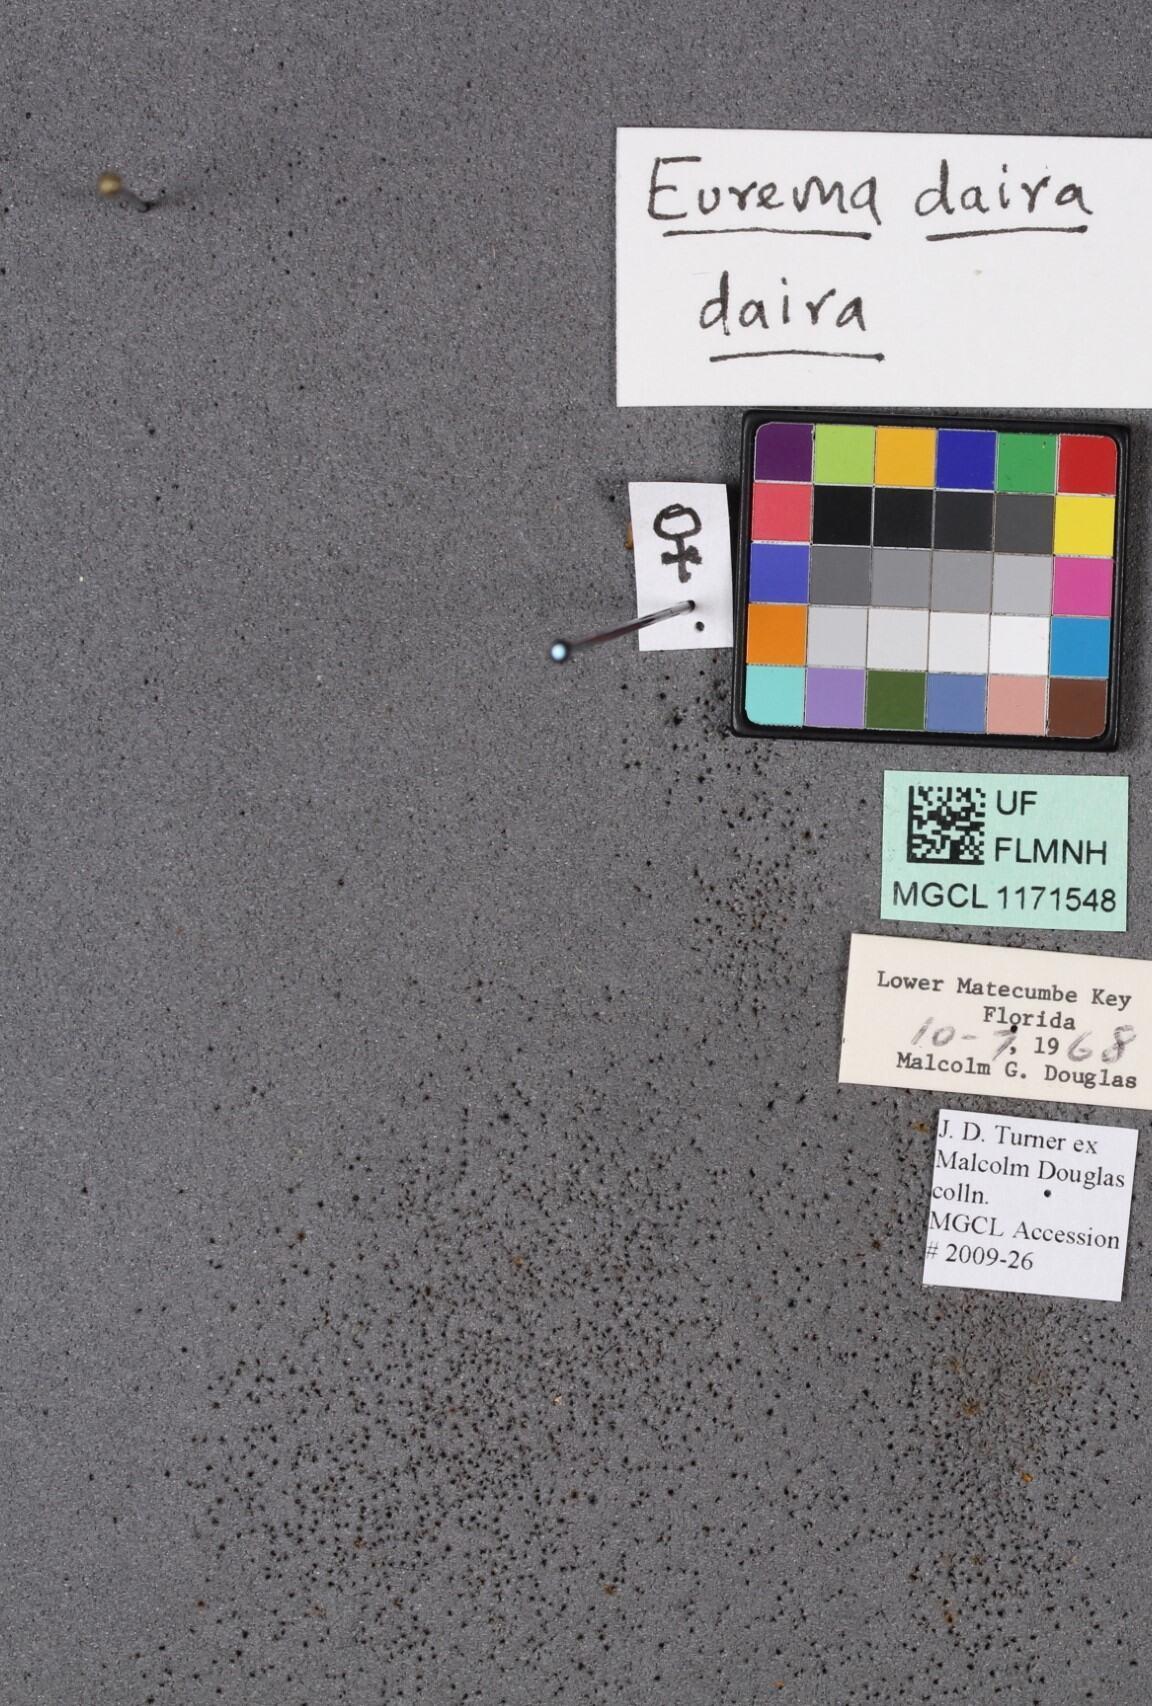 Eurema daira
daira
♀
UF
FLMNH
MGCL 1171548
Lower Matecumbe Key
Florida
10-7, 1968
Malcolm G. Douglas
J. D. Turner ex
Malcolm Douglas
colln.
MGCL Accession
# 2009-26